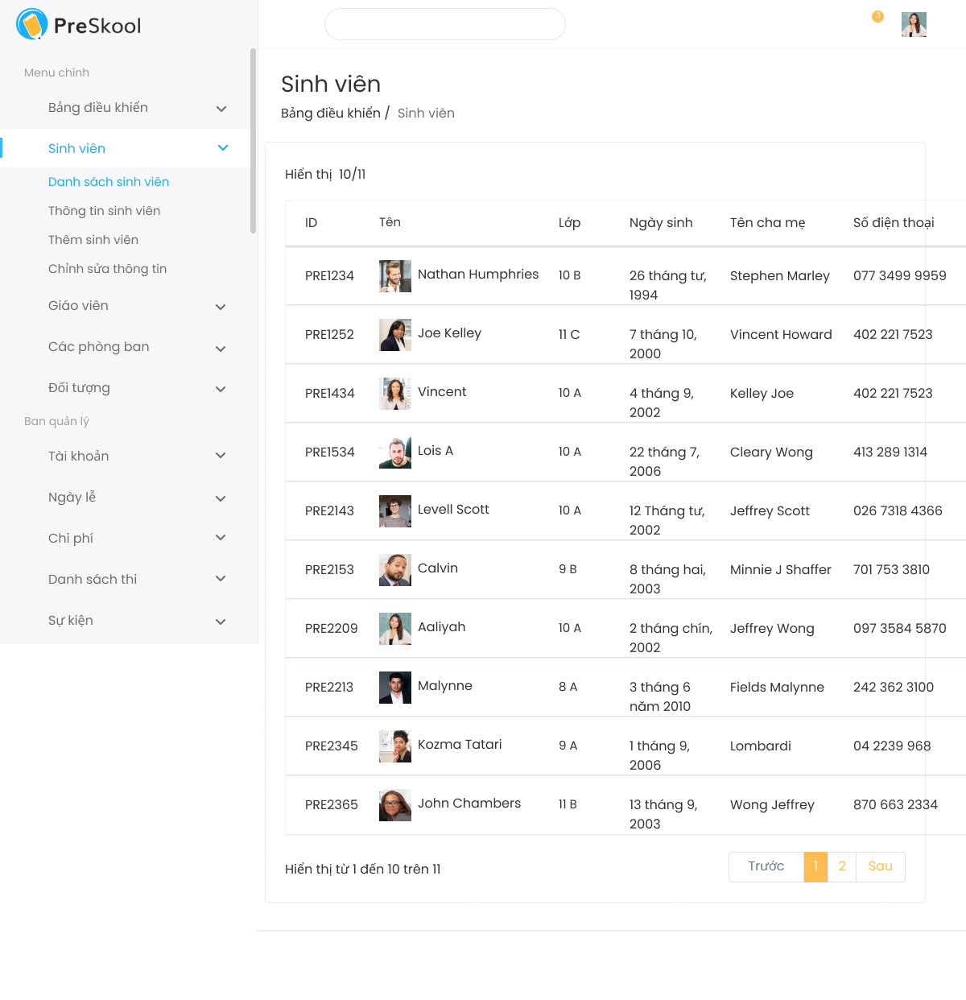 PreSkool
3
Menu chính
Bảng điều khiển
Sinh viên
Danh sách sinh viên
Thông tin sinh viên
Thêm sinh viên
Chỉnh sửa thông tin
Giáo viên
Các phòng ban
Đối tượng
Ban quản lý
Tài khoản
Ngày lễ
Chi phí
Danh sách thi
Sự kiện
Sinh viên
Bảng điều khiển / Sinh viên
Hiển thị 10/11
ID Tên Lớp Ngày sinh Tên cha mẹ Số điện thoại
PRE1234 Nathan Humphries 10 B 26 tháng tư, Stephen Marley 077 3499 9959
1994
PRE1252 Joe Kelley 11 C 7 tháng 10, Vincent Howard 402 221 7523
2000
PRE1434 Vincent 10 A 4 tháng 9, Kelley Joe 402 221 7523
2002
PRE1534 Lois A 10 A 22 tháng 7, Cleary Wong 413 289 1314
2006
PRE2143 Levell Scott 10 A 12 Tháng tư, Jeffrey Scott 026 7318 4366
2002
PRE2153 Calvin 9 B 8 tháng hai, Minnie J Shaffer 701 753 3810
2003
PRE2209 Aaliyah 10 A 2 tháng chín, Jeffrey Wong 097 3584 5870
2002
PRE2213 Malynne 8 A 3 tháng 6 Fields Malynne 242 362 3100
năm 2010
PRE2345 Kozma Tatari 9 A 1 tháng 9, Lombardi 04 2239 968
2006
PRE2365 John Chambers 11 B 13 tháng 9, Wong Jeffrey 870 663 2334
2003
Hiển thị từ 1 đến 10 trên 11
Trước 1 2 Sau